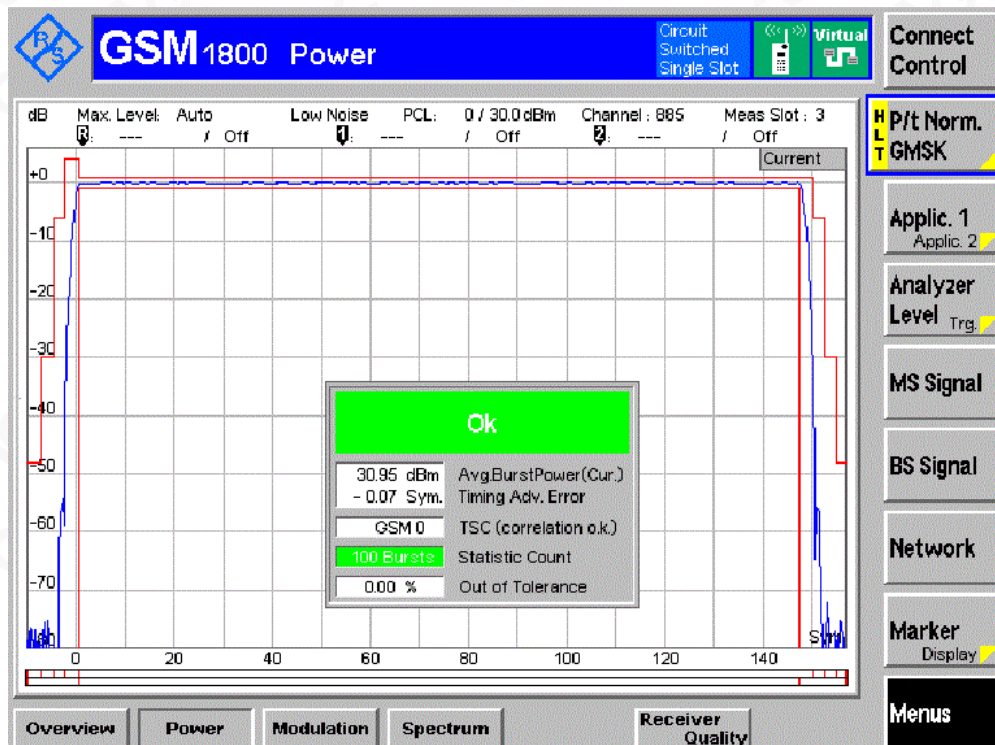 R/S
GSM 1800 Power
Circuit
Switched
Single Slot
Virtual
Connect
Control
dB Max. Level: Auto Low Noise PCL: 0 / 30.0 dBm Channel : 885 Meas Slot : 3
R: --- / Off 1: --- / Off 2: --- / Off
Current
HLT
P/t Norm.
GMSK
Applic. 1
Applic. 2
Analyzer
Level Trg.
MS Signal
BS Signal
Network
Marker
Display
Menus
+0
-10
-20
-30
-40
-50
-60
-70
Ok
30.95 dBm Avg.BurstPower(Cur.)
- 0.07 Sym. Timing Adv. Error
GSM 0 TSC (correlation o.k.)
100 Bursts Statistic Count
0.00 % Out of Tolerance
0 20 40 60 80 100 120 140
Overview
Power
Modulation
Spectrum
Receiver
Quality